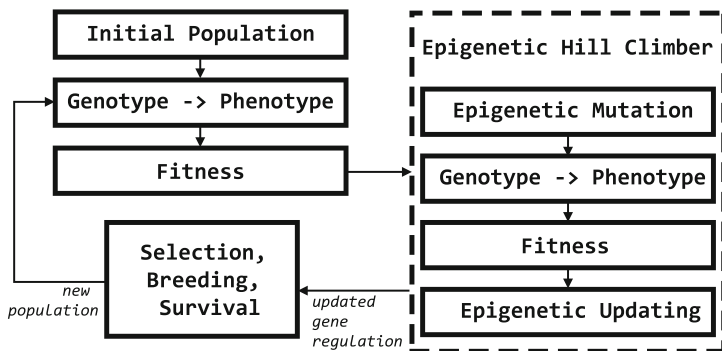 Initial Population
Genotype -> Phenotype
Fitness
Selection,
Breeding,
Survival
new
population
updated
gene
regulation
Epigenetic Hill Climber
Epigenetic Mutation
Genotype -> Phenotype
Fitness
Epigenetic Updating